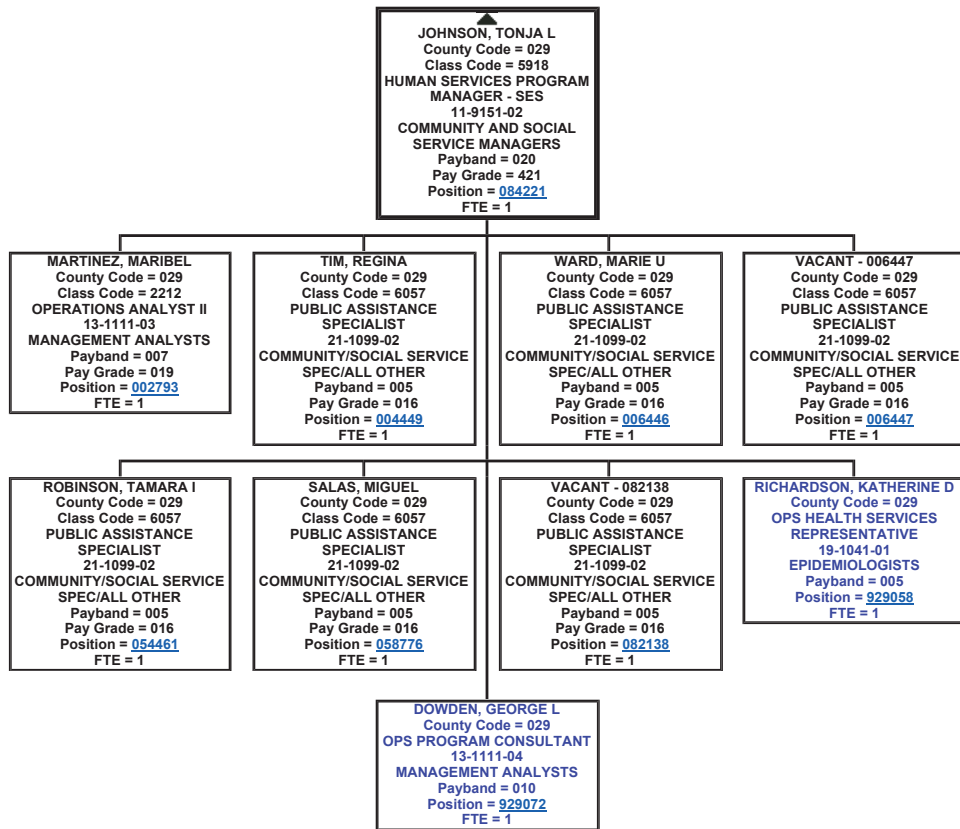 JOHNSON, TONJA L
County Code = 029
Class Code = 5918
HUMAN SERVICES PROGRAM
MANAGER - SES
11-9151-02
COMMUNITY AND SOCIAL
SERVICE MANAGERS
Payband = 020
Pay Grade = 421
Position = 084221
FTE = 1
MARTINEZ, MARIBEL
County Code = 029
Class Code = 2212
OPERATIONS ANALYST II
13-1111-03
MANAGEMENT ANALYSTS
Payband = 007
Pay Grade = 019
Position = 002793
FTE = 1
TIM, REGINA
County Code = 029
Class Code = 6057
PUBLIC ASSISTANCE
SPECIALIST
21-1099-02
COMMUNITY/SOCIAL SERVICE
SPEC/ALL OTHER
Payband = 005
Pay Grade = 016
Position = 004449
FTE = 1
WARD, MARIE U
County Code = 029
Class Code = 6057
PUBLIC ASSISTANCE
SPECIALIST
21-1099-02
COMMUNITY/SOCIAL SERVICE
SPEC/ALL OTHER
Payband = 005
Pay Grade = 016
Position = 006446
FTE = 1
VACANT - 006447
County Code = 029
Class Code = 6057
PUBLIC ASSISTANCE
SPECIALIST
21-1099-02
COMMUNITY/SOCIAL SERVICE
SPEC/ALL OTHER
Payband = 005
Pay Grade = 016
Position = 006447
FTE = 1
ROBINSON, TAMARA I
County Code = 029
Class Code = 6057
PUBLIC ASSISTANCE
SPECIALIST
21-1099-02
COMMUNITY/SOCIAL SERVICE
SPEC/ALL OTHER
Payband = 005
Pay Grade = 016
Position = 054461
FTE = 1
SALAS, MIGUEL
County Code = 029
Class Code = 6057
PUBLIC ASSISTANCE
SPECIALIST
21-1099-02
COMMUNITY/SOCIAL SERVICE
SPEC/ALL OTHER
Payband = 005
Pay Grade = 016
Position = 058776
FTE = 1
VACANT - 082138
County Code = 029
Class Code = 6057
PUBLIC ASSISTANCE
SPECIALIST
21-1099-02
COMMUNITY/SOCIAL SERVICE
SPEC/ALL OTHER
Payband = 005
Pay Grade = 016
Position = 082138
FTE = 1
RICHARDSON, KATHERINE D
County Code = 029
OPS HEALTH SERVICES
REPRESENTATIVE
19-1041-01
EPIDEMIOLOGISTS
Payband = 005
Position = 929058
FTE = 1
DOWDEN, GEORGE L
County Code = 029
OPS PROGRAM CONSULTANT
13-1111-04
MANAGEMENT ANALYSTS
Payband = 010
Position = 929072
FTE = 1